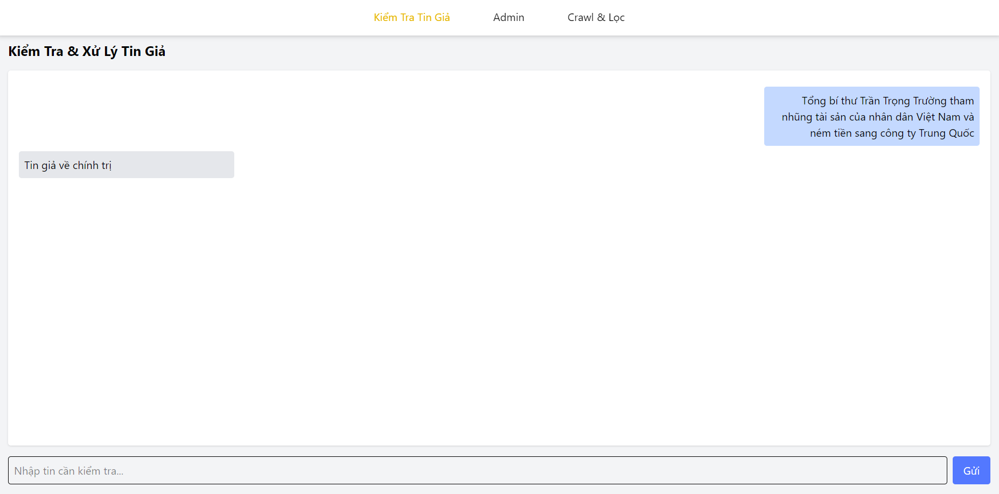 Kiểm Tra Tin Giả
Admin
Crawl & Lọc
Kiểm Tra & Xử Lý Tin Giả
Tổng bí thư Trần Trọng Trường tham
nhũng tài sản của nhân dân Việt Nam và
ném tiền sang công ty Trung Quốc
Tin giả về chính trị
Nhập tin cần kiểm tra...
Gửi